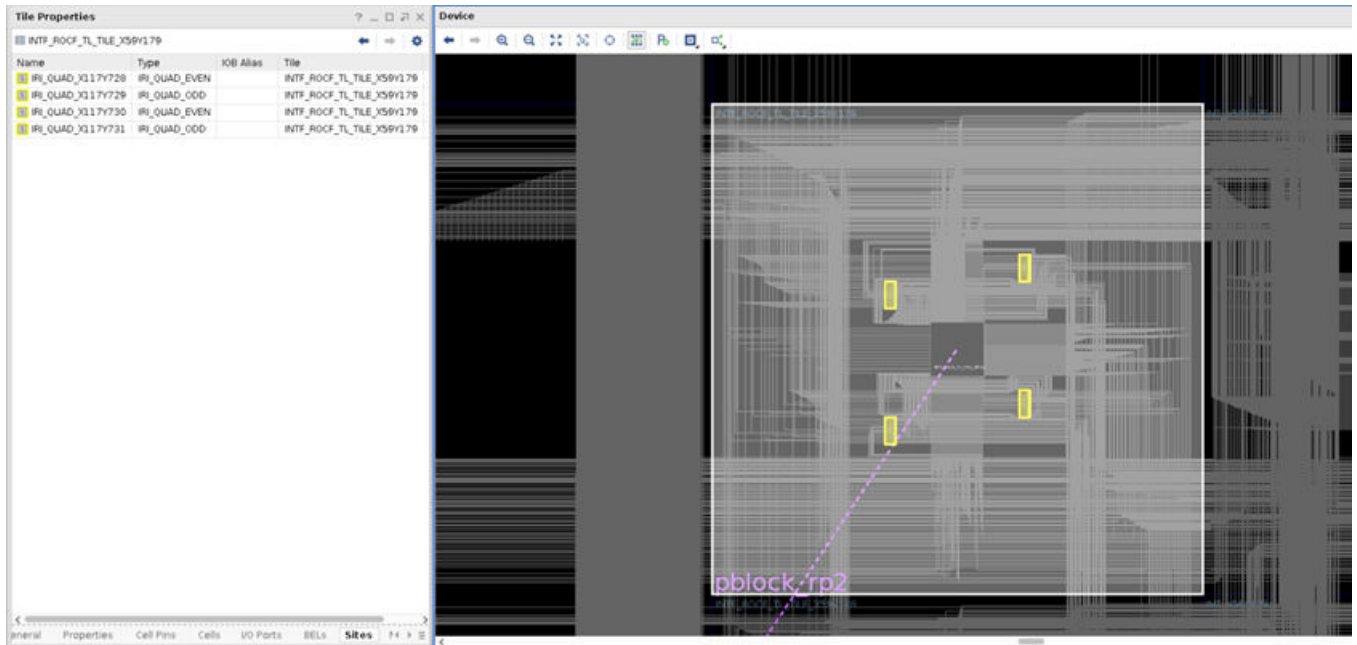 Tile Properties
INTF_ROCF_TL_TILE_X59Y179
Name Type IOB Alias Tile
IRI_QUAD_X117Y728 IRI_QUAD_EVEN INTF_ROCF_TL_TILE_X59Y179
IRI_QUAD_X117Y729 IRI_QUAD_ODD INTF_ROCF_TL_TILE_X59Y179
IRI_QUAD_X117Y730 IRI_QUAD_EVEN INTF_ROCF_TL_TILE_X59Y179
IRI_QUAD_X117Y731 IRI_QUAD_ODD INTF_ROCF_TL_TILE_X59Y179
eneral Properties Cell Pins Cells I/O Ports BELs Sites
Device
pblock_rp2